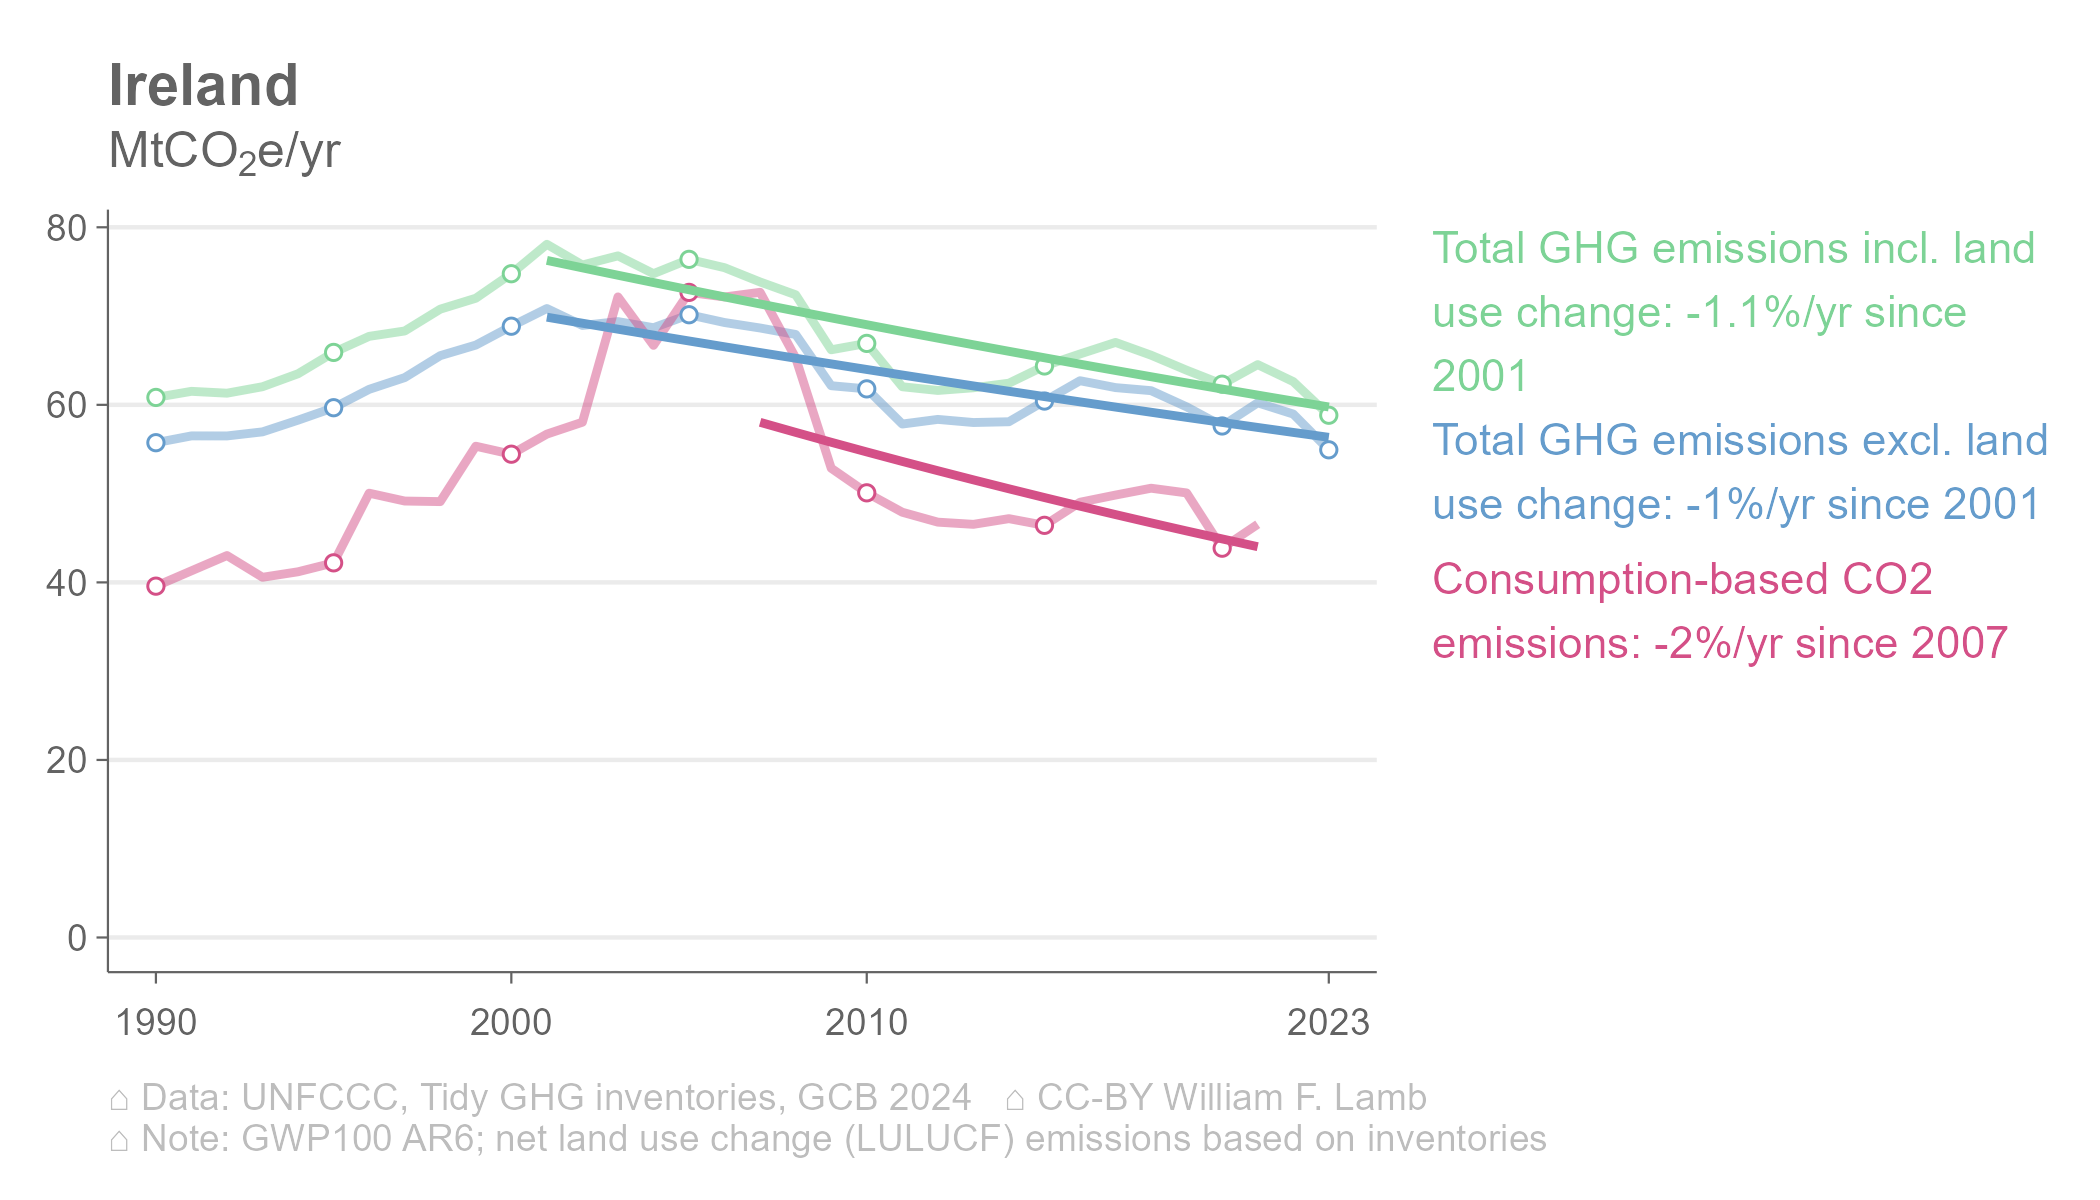 Ireland
MtCO₂e/yr
80
60
40
20
0
1990 2000 2010 2023
Total GHG emissions incl. land
use change: -1.1%/yr since
2001
Total GHG emissions excl. land
use change: -1%/yr since 2001
Consumption-based CO2
emissions: -2%/yr since 2007
⌂ Data: UNFCCC, Tidy GHG inventories, GCB 2024 ⌂ CC-BY William F. Lamb
⌂ Note: GWP100 AR6; net land use change (LULUCF) emissions based on inventories